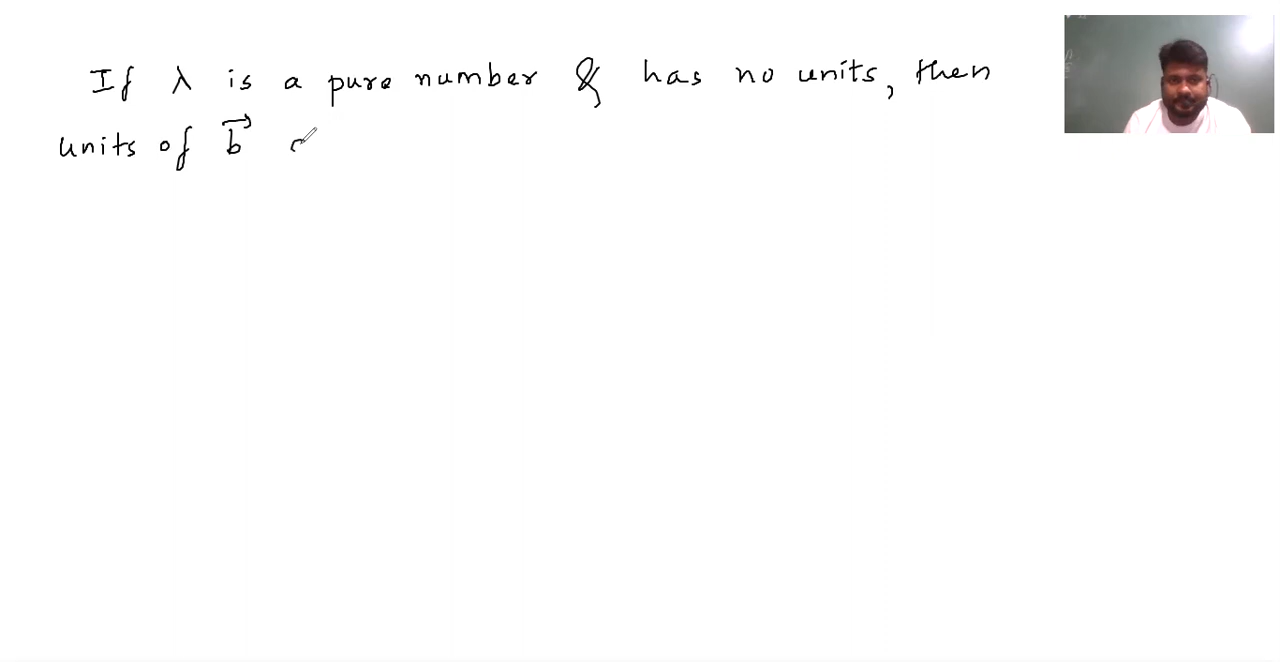 If λ is a pure number & has no units, then
units of b⃗